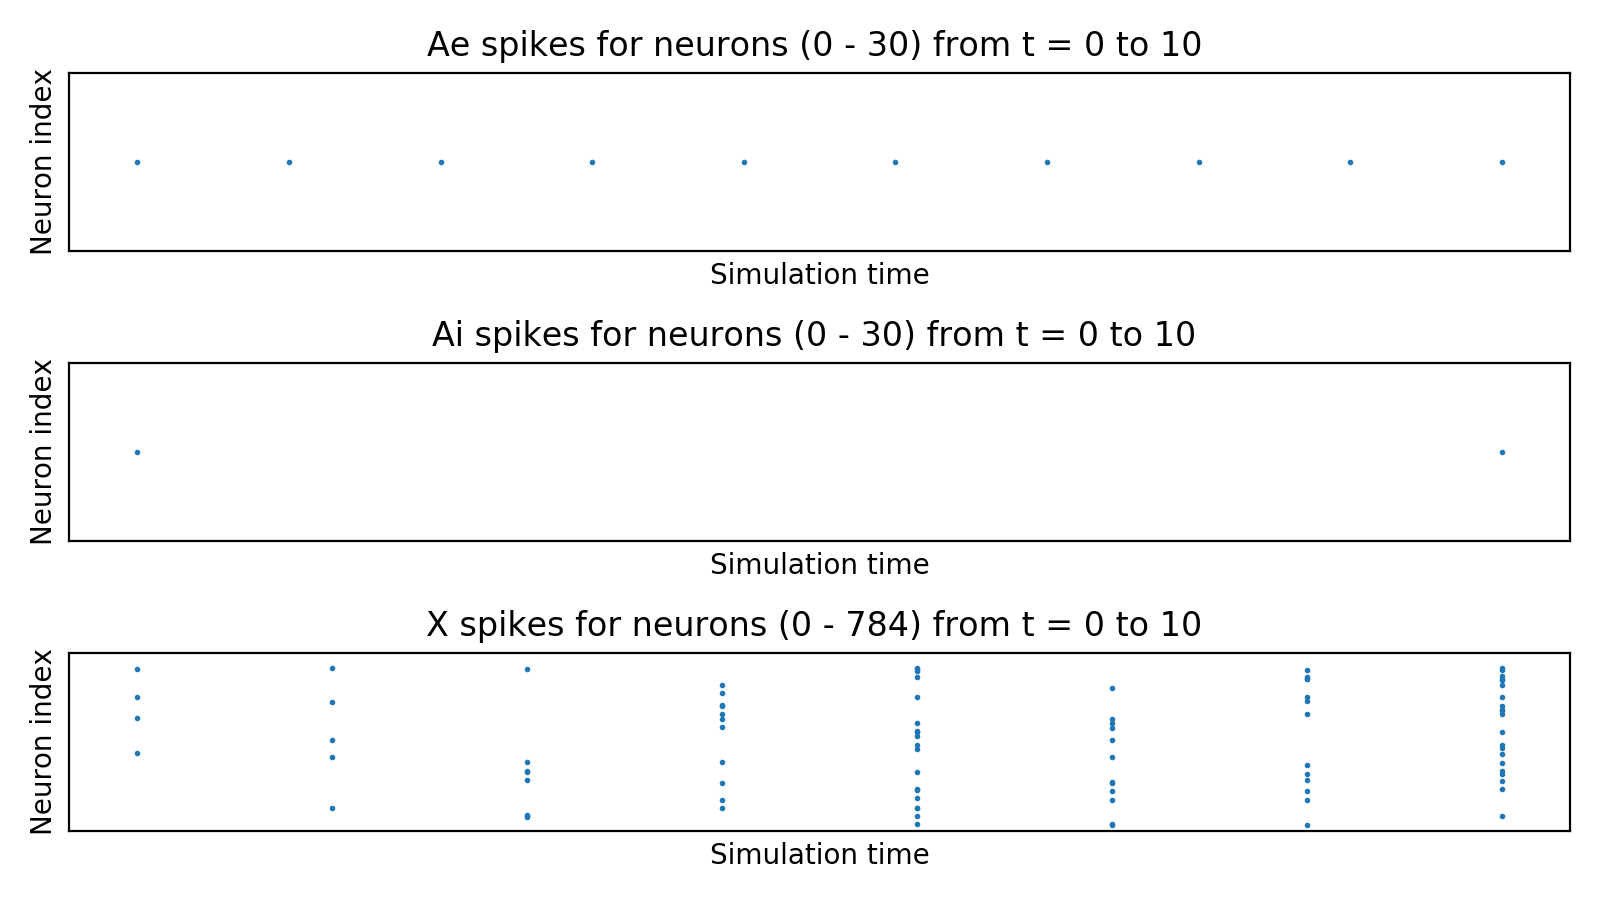 Ae spikes for neurons (0 - 30) from t = 0 to 10
Neuron index
Simulation time
Ai spikes for neurons (0 - 30) from t = 0 to 10
Neuron index
Simulation time
X spikes for neurons (0 - 784) from t = 0 to 10
Neuron index
Simulation time